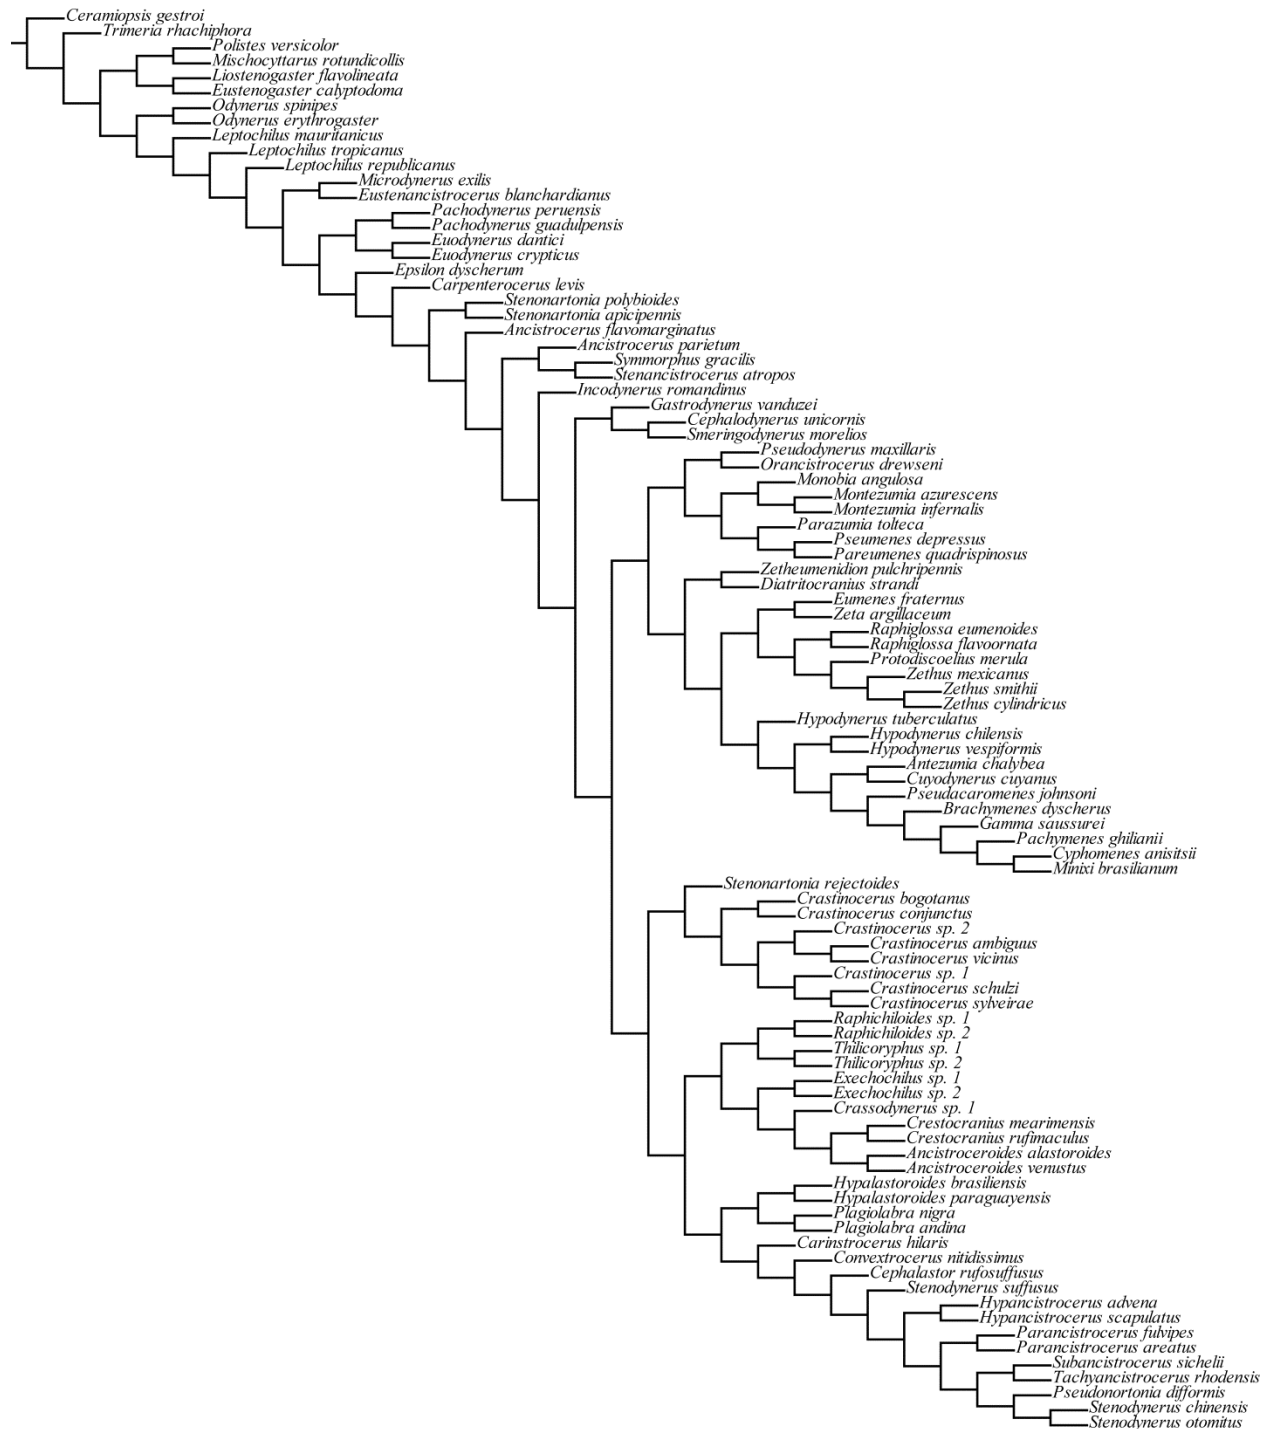 Ceramiopsis gestroi
Trimeria rhachiphora
Polistes versicolor
Mischocyttarus rotundicollis
Liostenogaster flavolineata
Eustenogaster calyptodoma
Odynerus spinipes
Odynerus erythrogaster
Leptochilus mauritanicus
Leptochilus tropicanus
Leptochilus republicanus
Microdynerus exilis
Eustenancistrocerus blanchardianus
Pachodynerus peruensis
Pachodynerus guadulpensis
Euodynerus dantici
Euodynerus crypticus
Epsilon dyscherum
Carpenterocerus levis
Stenonartonia polybioides
Stenonartonia apicipennis
Ancistrocerus flavomarginatus
Ancistrocerus parietum
Symmorphus gracilis
Stenancistrocerus atropos
Incodynerus romandinus
Gastrodynerus vanduzei
Cephalodynerus unicornis
Smeringodynerus morelios
Pseudodynerus maxillaris
Orancistrocerus drewseni
Monobia angulosa
Montezumia azurescens
Montezumia infernalis
Parazumia tolteca
Pseumenes depressus
Pareumenes quadrispinosus
Zetheumenidion pulchripennis
Diatritocranius strandi
Eumenes fraternus
Zeta argillaceum
Raphiglossa eumenoides
Raphiglossa flavoornata
Protodiscoelius merula
Zethus mexicanus
Zethus smithii
Zethus cylindricus
Hypodynerus tuberculatus
Hypodynerus chilensis
Hypodynerus vespiformis
Antezumia chalybea
Cuyodynerus cuyanus
Pseudacaromenes johnsoni
Brachymenes dyscherus
Gamma saussurei
Pachymenes ghilianii
Cyphomenes anisitsii
Minixi brasilianum
Stenonartonia rejectoides
Crastinocerus bogotanus
Crastinocerus conjunctus
Crastinocerus sp. 2
Crastinocerus ambiguus
Crastinocerus vicinus
Crastinocerus sp. 1
Crastinocerus schulzi
Crastinocerus sylveirae
Raphichiloides sp. 1
Raphichiloides sp. 2
Thilicoryphus sp. 1
Thilicoryphus sp. 2
Exechochilus sp. 1
Exechochilus sp. 2
Crassodynerus sp. 1
Crestocranius mearimensis
Crestocranius rufimaculus
Ancistroceroides alastoroides
Ancistroceroides venustus
Hypalastoroides brasiliensis
Hypalastoroides paraguayensis
Plagiolabra nigra
Plagiolabra andina
Carinstrocerus hilaris
Convextrocerus nitidissimus
Cephalastor rufosuffusus
Stenodynerus suffusus
Hypancistrocerus advena
Hypancistrocerus scapulatus
Parancistrocerus fulvipes
Parancistrocerus areatus
Subancistrocerus sichelii
Tachyancistrocerus rhodensis
Pseudonortonia difformis
Stenodynerus chinensis
Stenodynerus otomitus